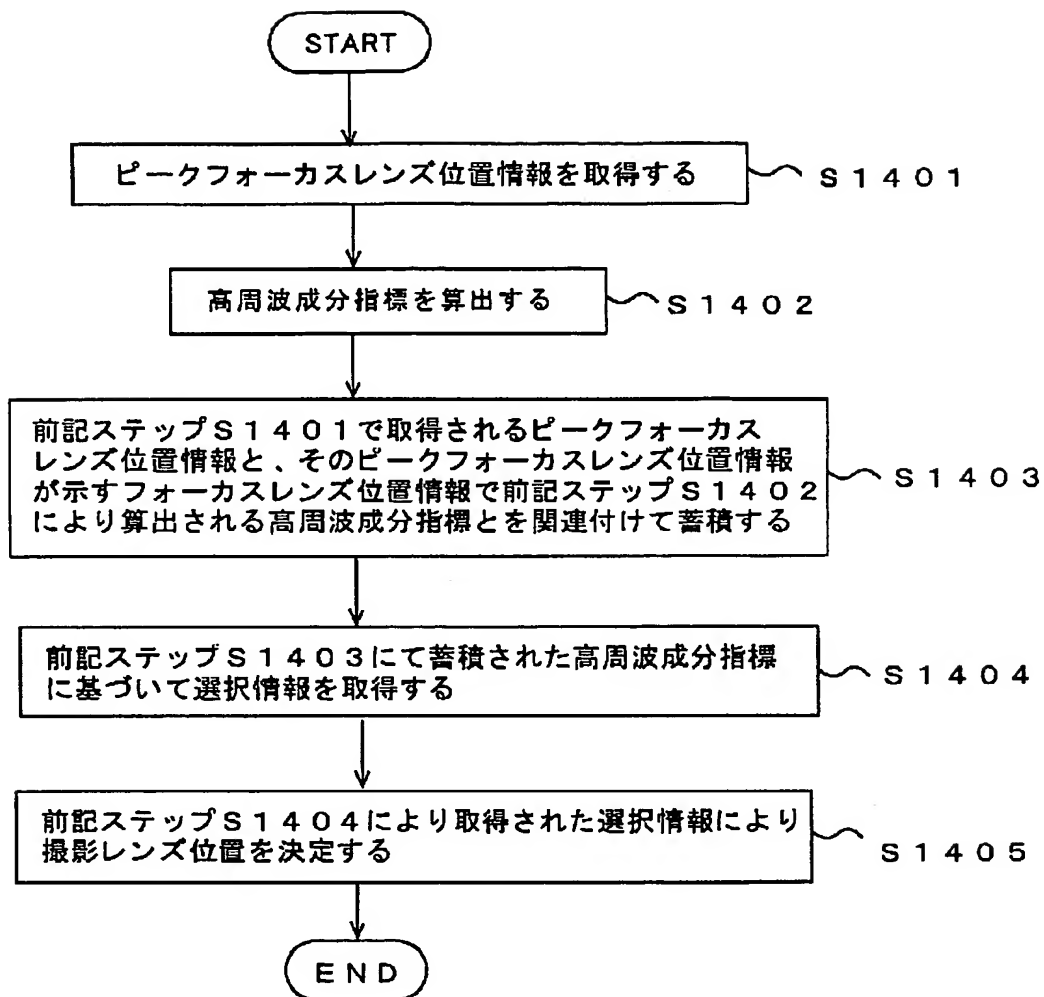 START
ピークフォーカスレンズ位置情報を取得する
S1401
高周波成分指標を算出する
S1402
前記ステップS1401で取得されるピークフォーカス
レンズ位置情報と、そのピークフォーカスレンズ位置情報
が示すフォーカスレンズ位置情報で前記ステップS1402
により算出される高周波成分指標とを関連付けて蓄積する
S1403
前記ステップS1403にて蓄積された高周波成分指標
に基づいて選択情報を取得する
S1404
前記ステップS1404により取得された選択情報により
撮影レンズ位置を決定する
S1405
END